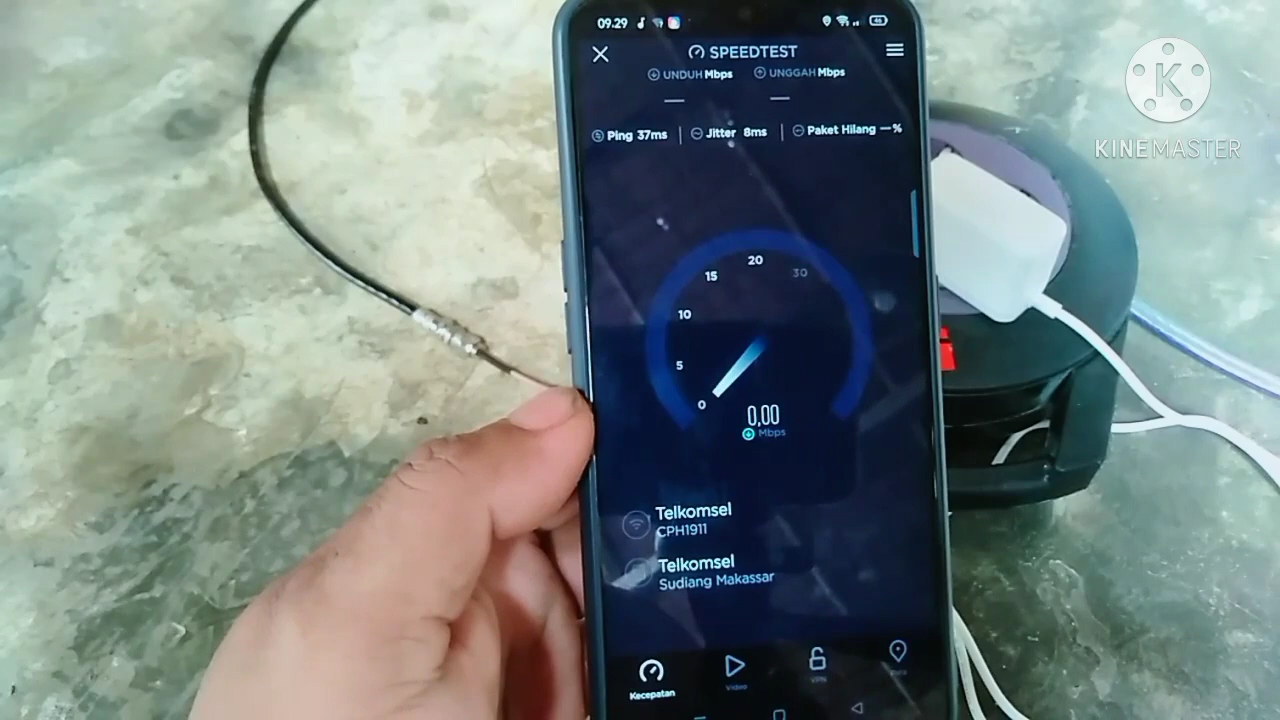 09.29
46
SPEEDTEST
UNDUH Mbps UNGGAH Mbps
— —
Ping 37ms Jitter 8ms Paket Hilang —%
20
15 30
10
5
0
0,00
Mbps
Telkomsel
CPH1911
Telkomsel
Sudiang Makassar
Kecepatan Video VPN
K
KINEMASTER